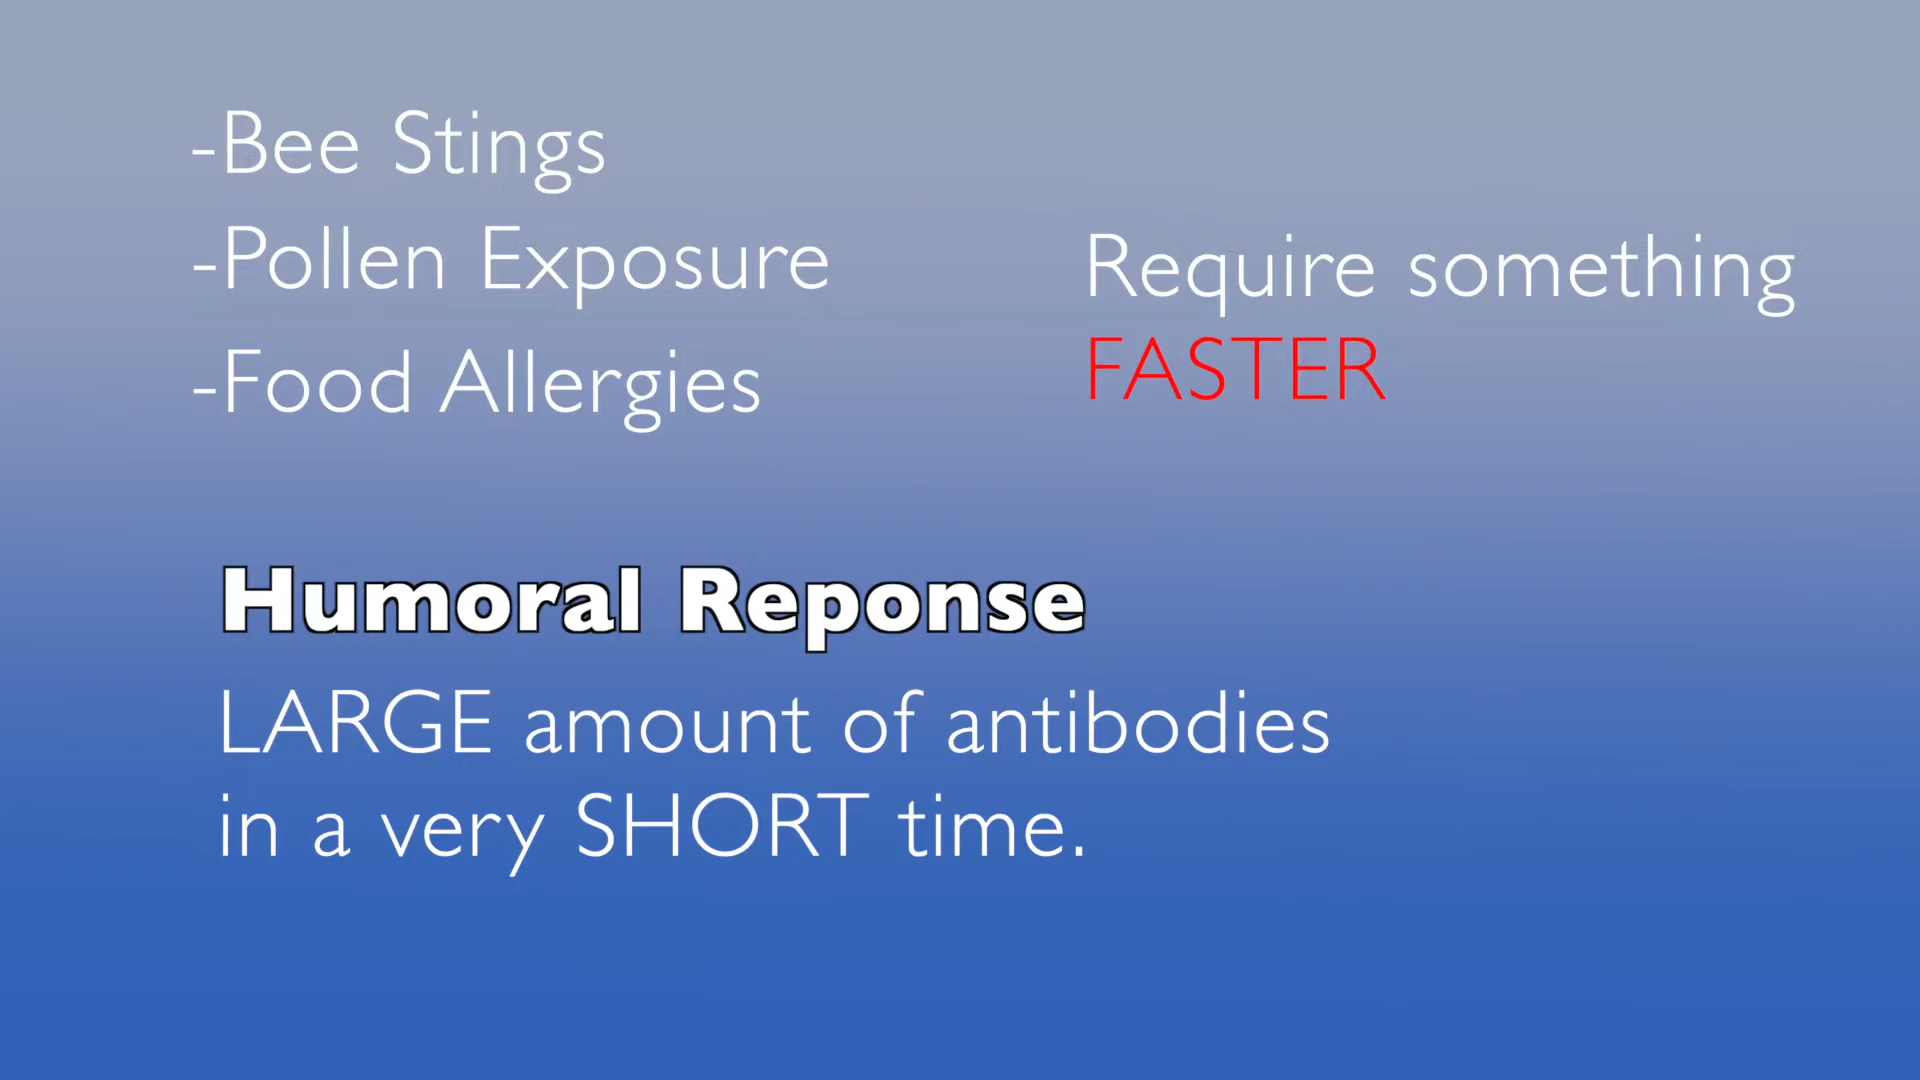 -Bee Stings
-Pollen Exposure
-Food Allergies
Require something
FASTER
Humoral Reponse
LARGE amount of antibodies
in a very SHORT time.